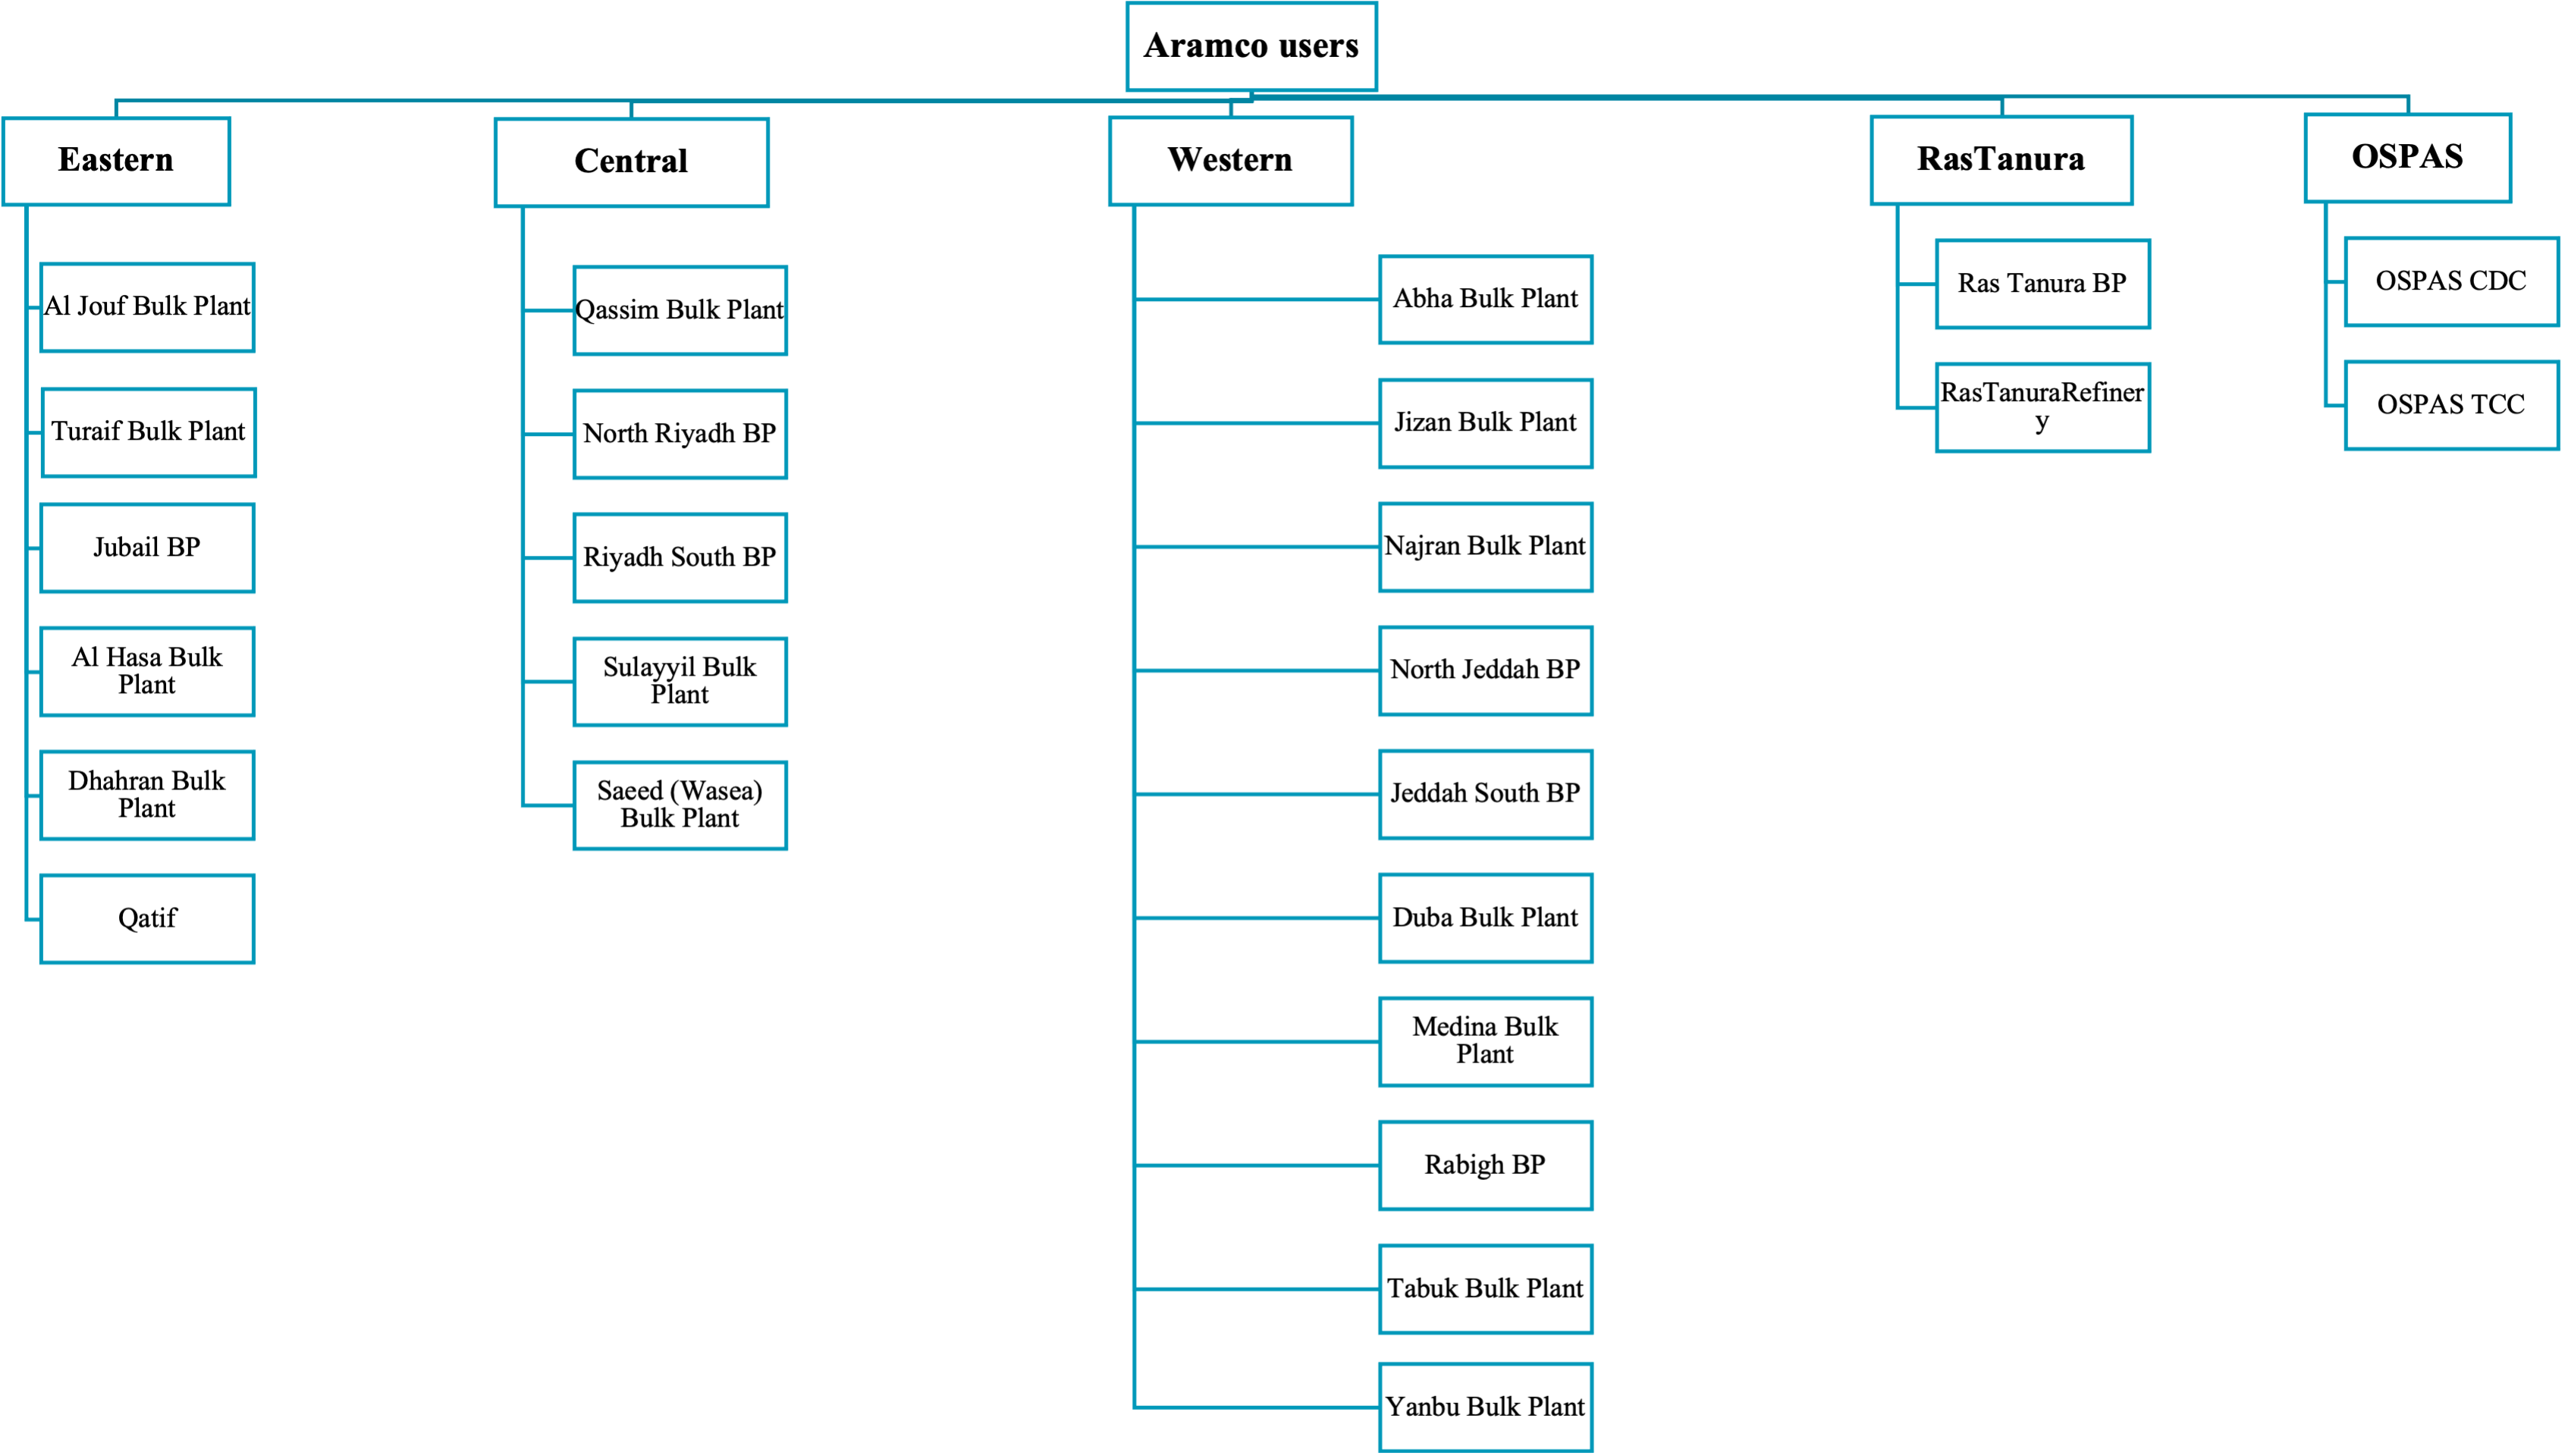 Aramco users
Eastern
Al Jouf Bulk Plant
Turaif Bulk Plant
Jubail BP
Al Hasa Bulk
Plant
Dhahran Bulk
Plant
Qatif
Central
Qassim Bulk Plant
North Riyadh BP
Riyadh South BP
Sulayyil Bulk
Plant
Saeed (Wasea)
Bulk Plant
Western
Abha Bulk Plant
Jizan Bulk Plant
Najran Bulk Plant
North Jeddah BP
Jeddah South BP
Duba Bulk Plant
Medina Bulk
Plant
Rabigh BP
Tabuk Bulk Plant
Yanbu Bulk Plant
RasTanura
Ras Tanura BP
RasTanuraRefiner
y
OSPAS
OSPAS CDC
OSPAS TCC